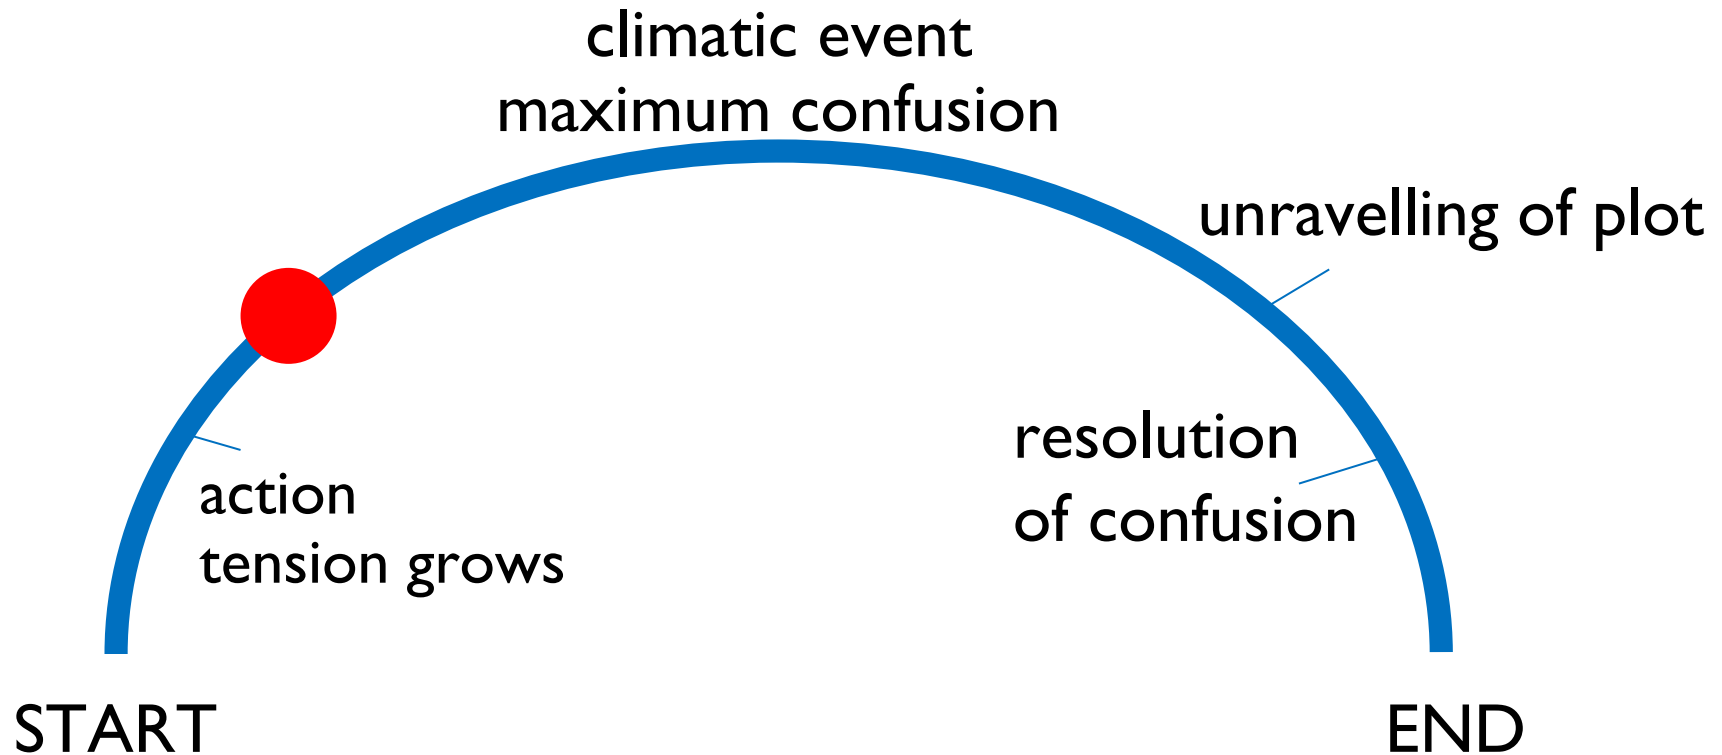 climatic event
maximum confusion
unravelling of plot
resolution
of confusion
action
tension grows
START
END